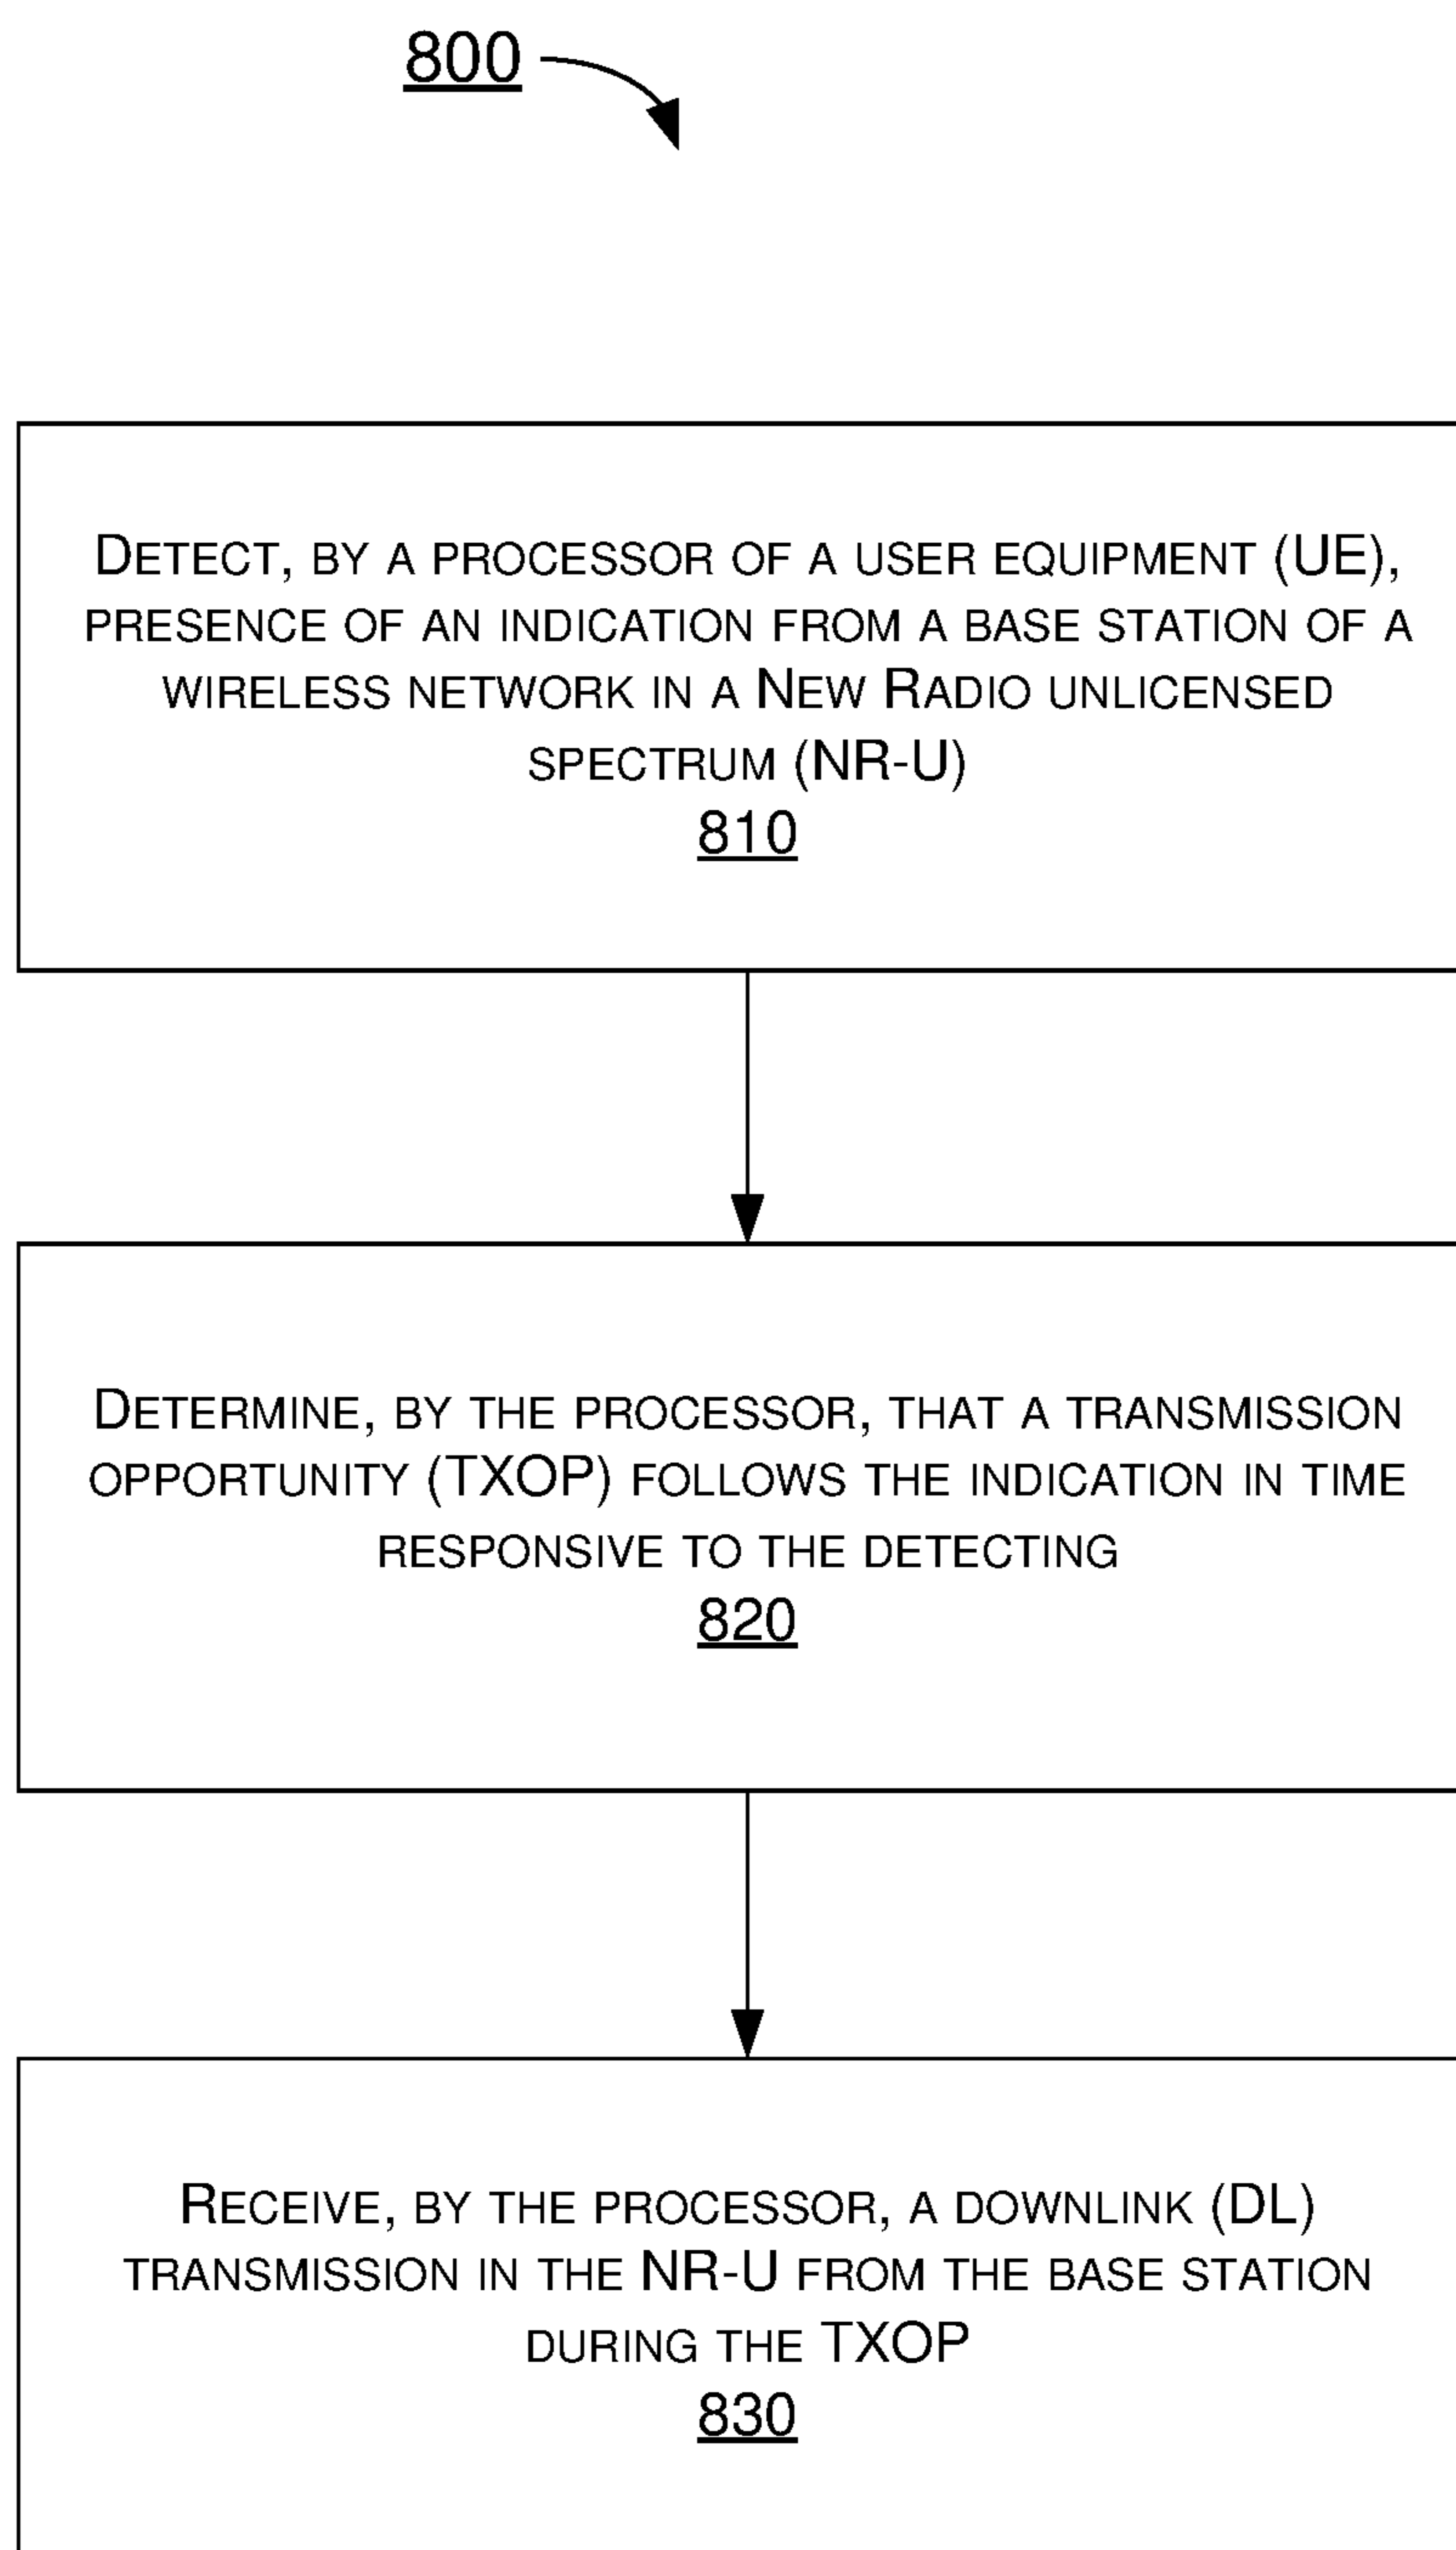 800
Detect, by a processor of a user equipment (UE),
presence of an indication from a base station of a
wireless network in a New Radio unlicensed
spectrum (NR-U)
810
Determine, by the processor, that a transmission
opportunity (TXOP) follows the indication in time
responsive to the detecting
820
Receive, by the processor, a downlink (DL)
transmission in the NR-U from the base station
during the TXOP
830